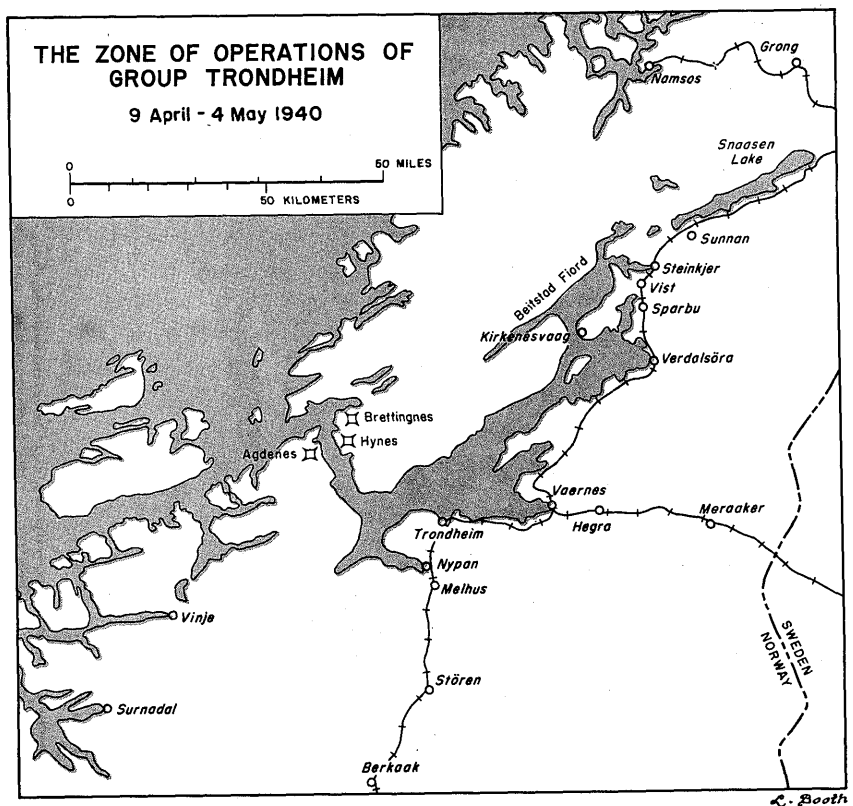 THE ZONE OF OPERATIONS OF
GROUP TRONDHEIM
9 April - 4 May 1940
0
50 MILES
0
50 KILOMETERS
Grong
Namsos
Snaasen
Lake
Sunnan
Steinkjer
Beitstad Fiord
Vist
Sparbu
Kirkenesvaag
Verdalsöra
Brettingnes
Hynes
Agdenes
Vaernes
Meraaker
Hegra
Trondheim
Nypan
Melhus
Vinje
SWEDEN
NORWAY
Stören
Surnadal
Berkaak
L. Booth